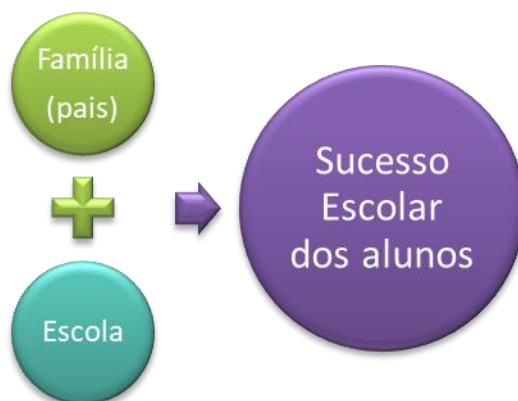 Família
(pais)
Escola
Sucesso
Escolar
dos alunos